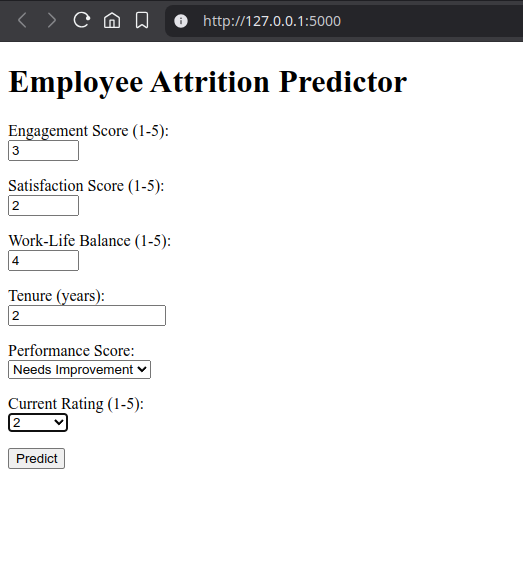 http://127.0.0.1:5000
Employee Attrition Predictor
Engagement Score (1-5):
3
Satisfaction Score (1-5):
2
Work-Life Balance (1-5):
4
Tenure (years):
2
Performance Score:
Needs Improvement
Current Rating (1-5):
2
Predict